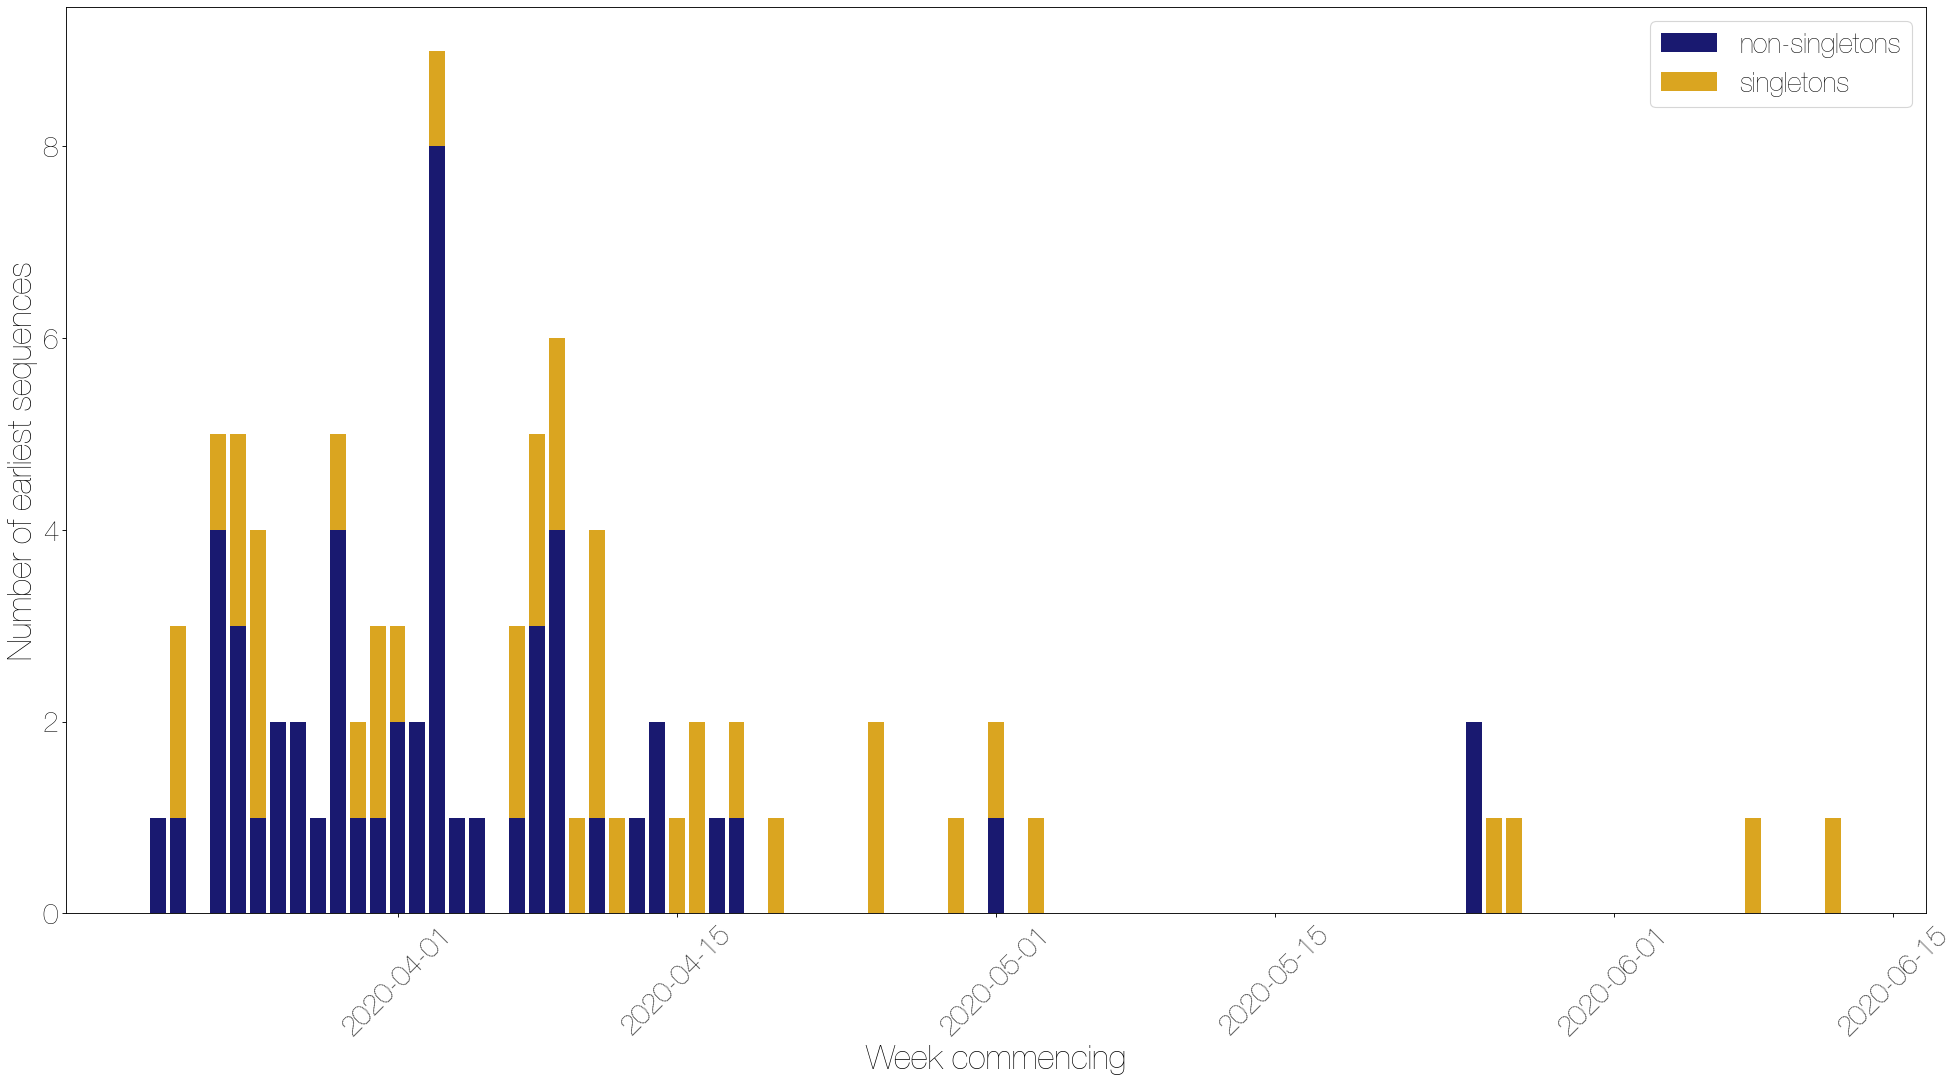 non-singletons
singletons
Number of earliest sequences
8
6
4
2
0
2020-04-01
2020-04-15
2020-05-01
2020-05-15
2020-06-01
2020-06-15
Week commencing